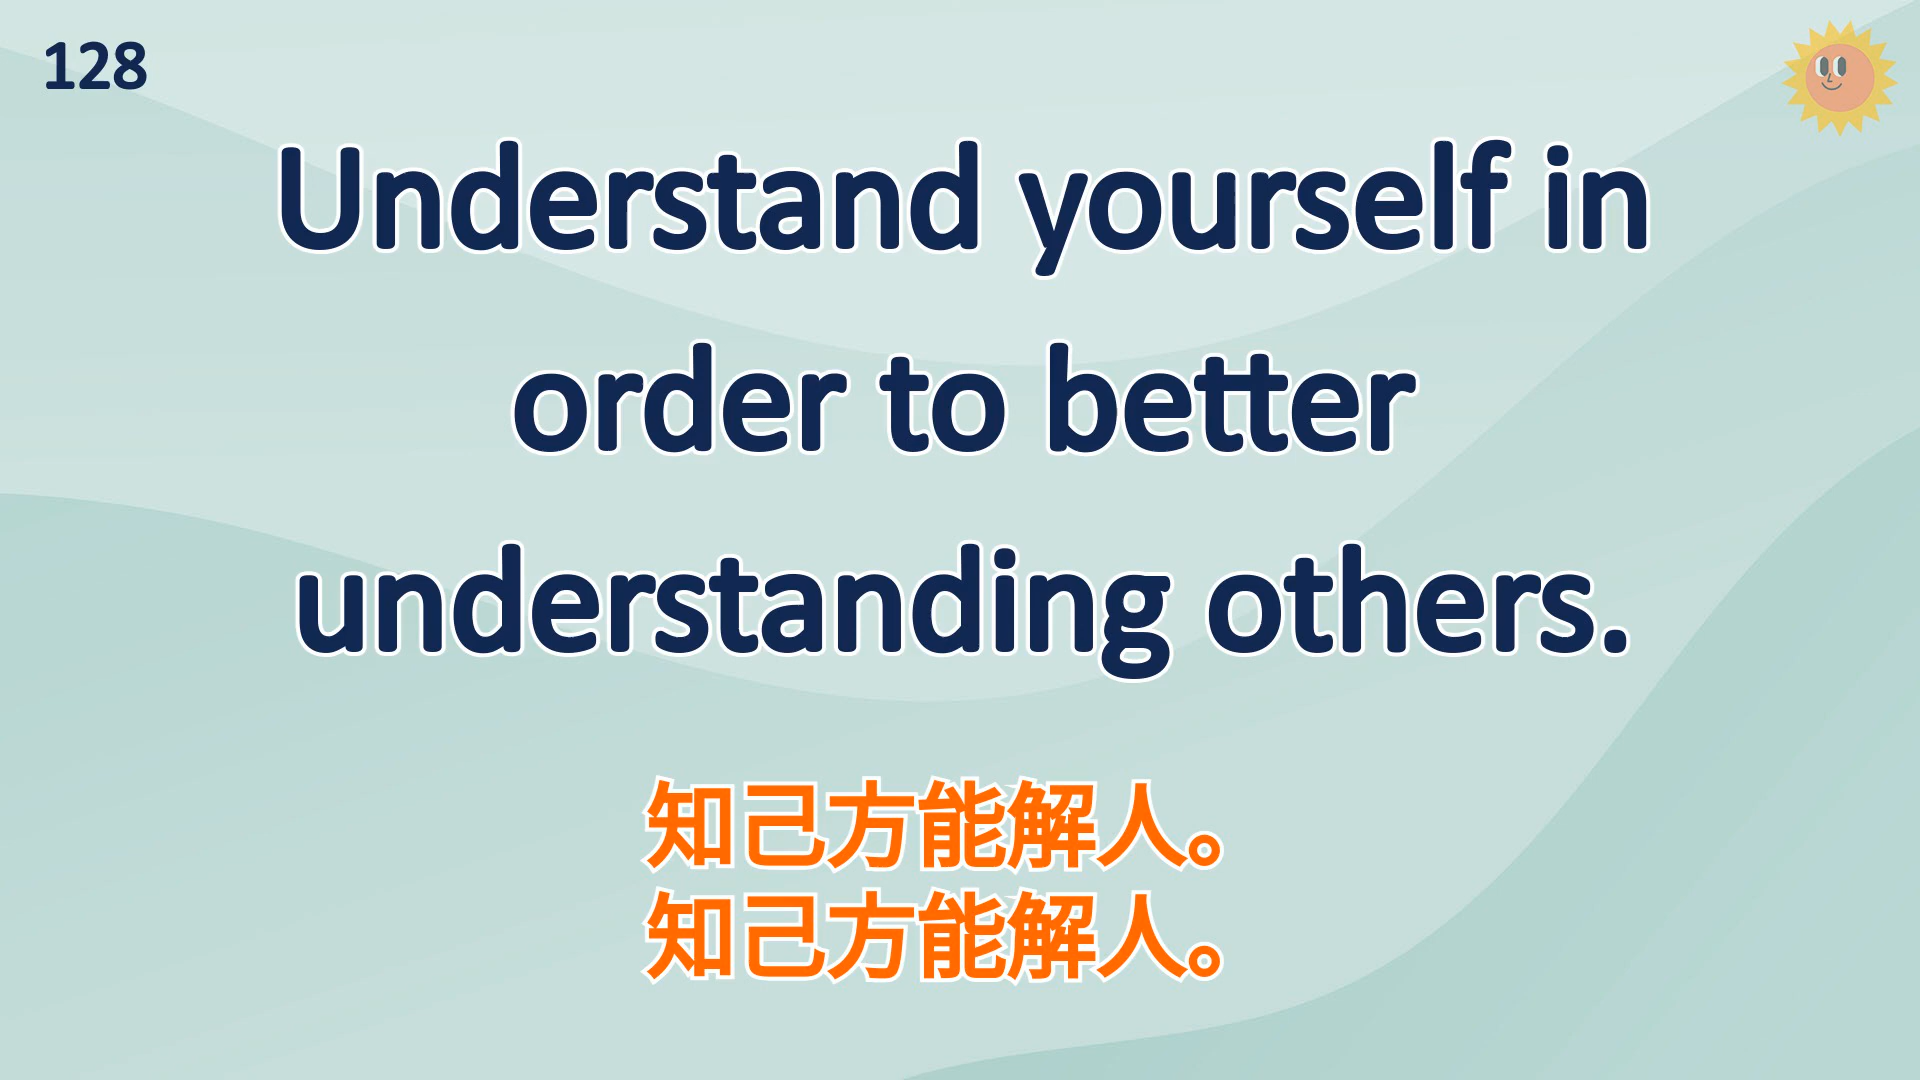 128
Understand yourself in
order to better
understanding others.
知己方能解人。
知己方能解人。